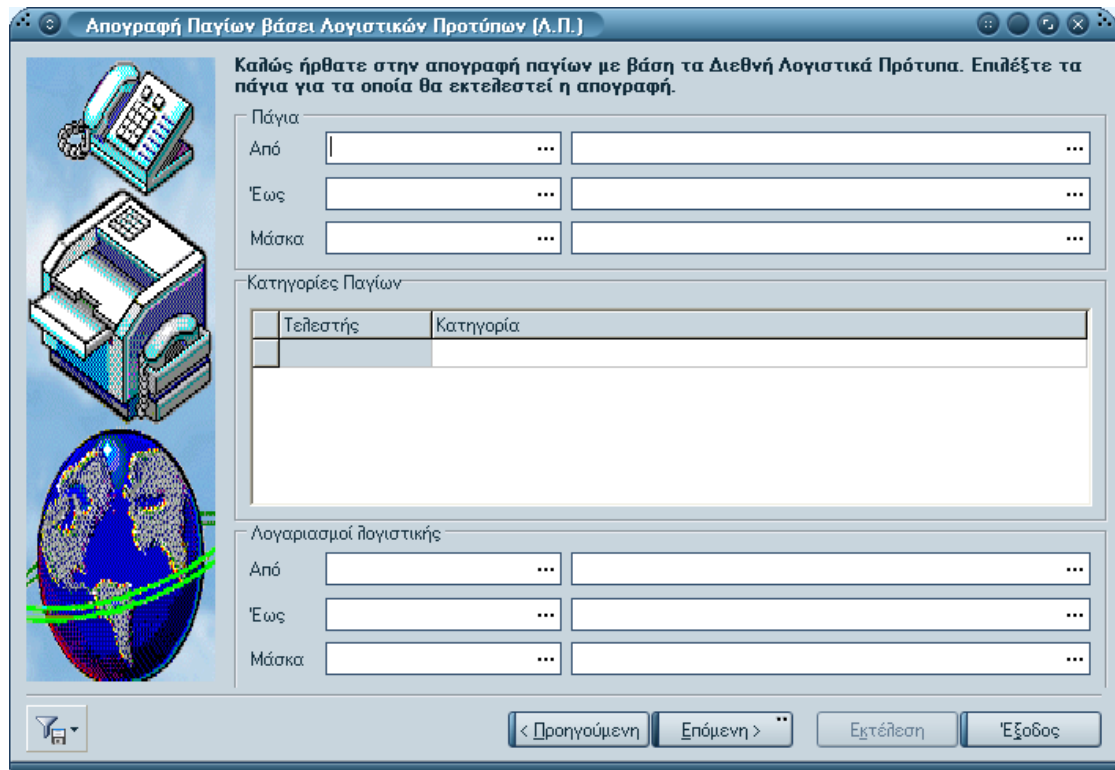 Απογραφή Παγίων βάσει Λογιστικών Προτύπων (Λ.Π.)
Καλώς ήρθατε στην απογραφή παγίων με βάση τα Διεθνή Λογιστικά Πρότυπα. Επιλέξτε τα
πάγια για τα οποία θα εκτελεστεί η απογραφή.
Πάγια
Από ... ...
Έως ... ...
Μάσκα ... ...
Κατηγορίες Παγίων
Τελεστής Κατηγορία
Λογαριασμοί λογιστικής
Από ... ...
Έως ... ...
Μάσκα ... ...
< Προηγούμενη Επόμενη > Εκτέλεση Έξοδος